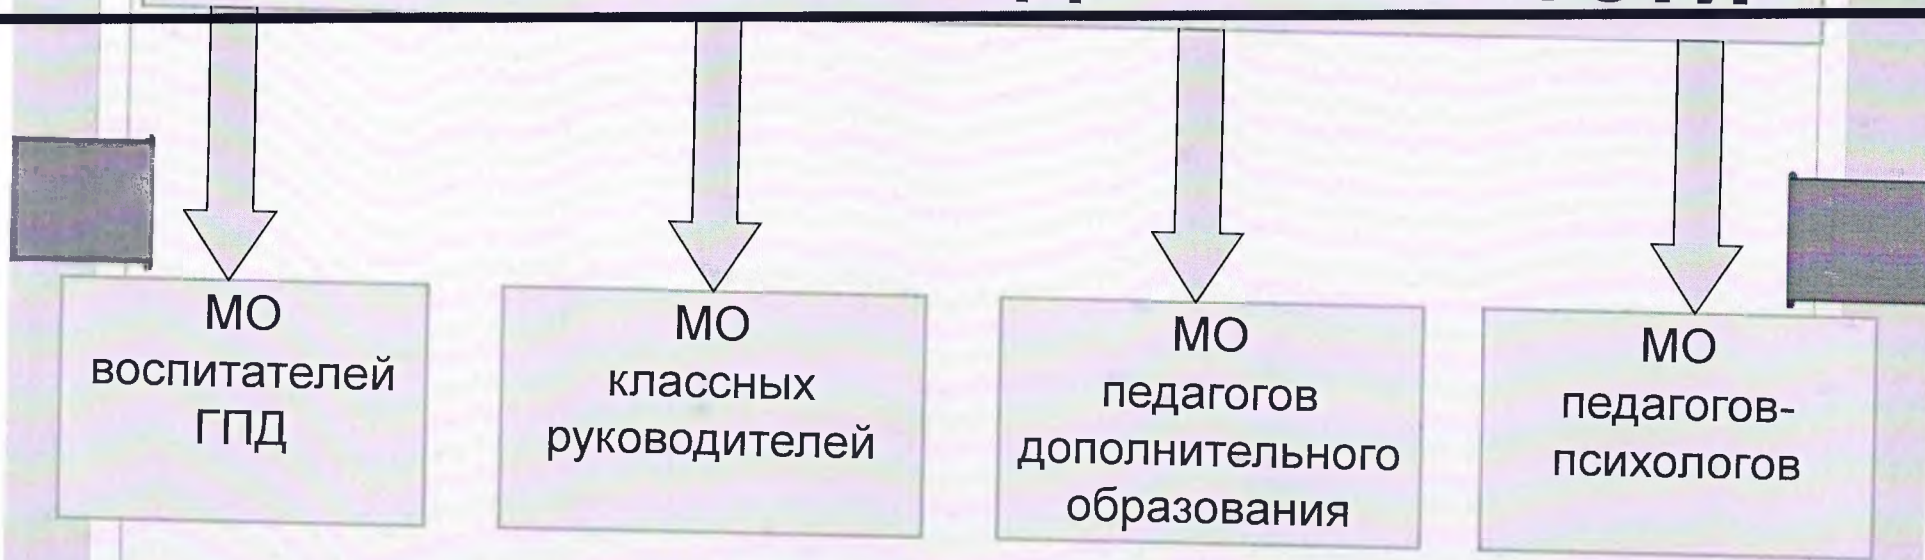 МО
воспитателей
ГПД
МО
классных
руководителей
МО
педагогов
дополнительного
образования
МО
педагогов-
психологов